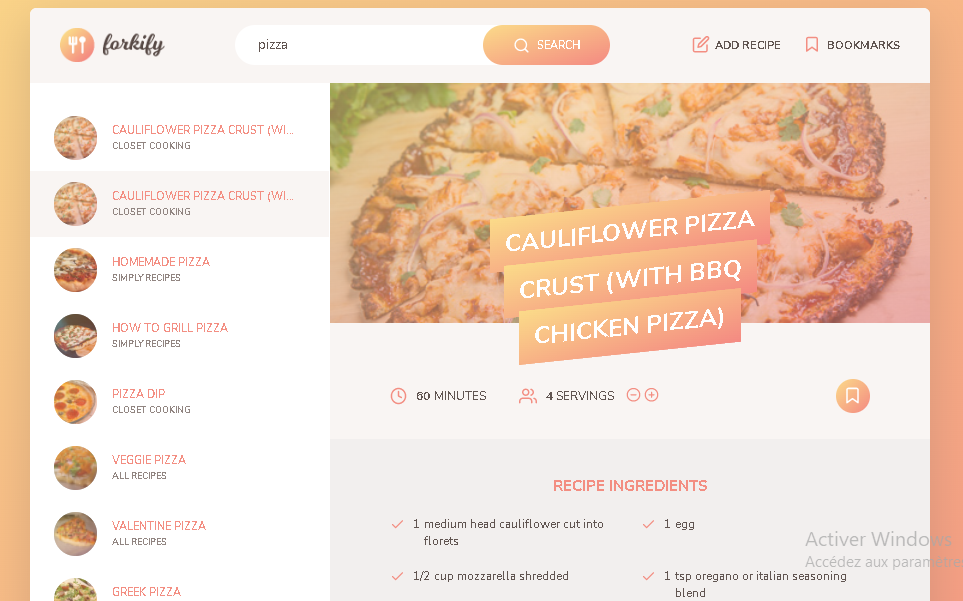 forkify
pizza
SEARCH
ADD RECIPE
BOOKMARKS
CAULIFLOWER PIZZA CRUST (WI...
CLOSET COOKING
CAULIFLOWER PIZZA CRUST (WI...
CLOSET COOKING
HOMEMADE PIZZA
SIMPLY RECIPES
HOW TO GRILL PIZZA
SIMPLY RECIPES
PIZZA DIP
CLOSET COOKING
VEGGIE PIZZA
ALL RECIPES
VALENTINE PIZZA
ALL RECIPES
GREEK PIZZA
CAULIFLOWER PIZZA
CRUST (WITH BBQ
CHICKEN PIZZA)
60 MINUTES
4 SERVINGS
RECIPE INGREDIENTS
1 medium head cauliflower cut into
florets
1 egg
1/2 cup mozzarella shredded
1 tsp oregano or italian seasoning
blend
Activer Windows
Accédez aux paramètre